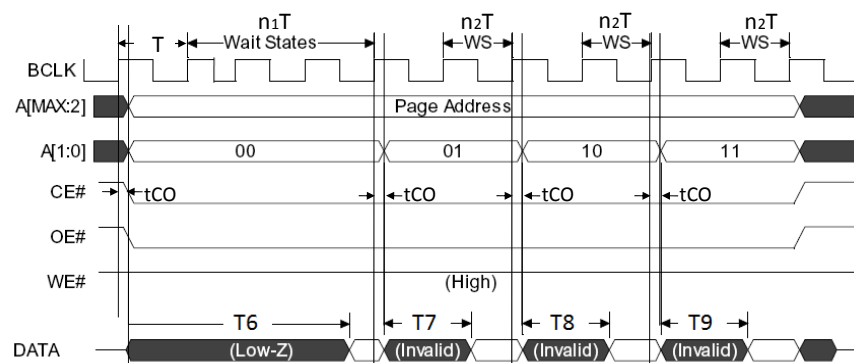 n1T n2T n2T n2T
T Wait States WS WS WS
BCLK
A[MAX:2] Page Address
A[1:0] 00 01 10 11
CE# tCO tCO tCO tCO
OE#
WE# (High)
T6 T7 T8 T9
DATA (Low-Z) (Invalid) (Invalid) (Invalid)